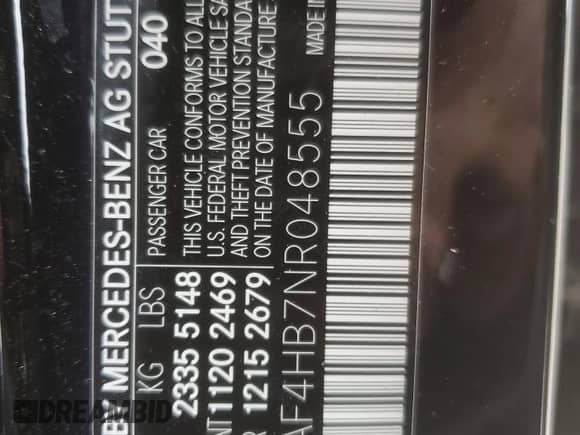 MERCEDES-BENZ AG STUT
KG LBS PASSENGER CAR 040
2335 5148 THIS VEHICLE CONFORMS TO ALL
1120 2469 U.S. FEDERAL MOTOR VEHICLE SA
1215 2679 AND THEFT PREVENTION STANDA
ON THE DATE OF MANUFACTURE
AF4HB7NR048555 MADE IN
DREAMBID